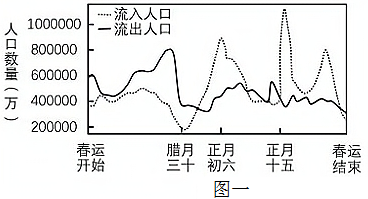 人口数量（万）
1000000
800000
600000
400000
200000
流入人口
流出人口
春运开始
腊月三十
正月初六
正月十五
春运结束
图一